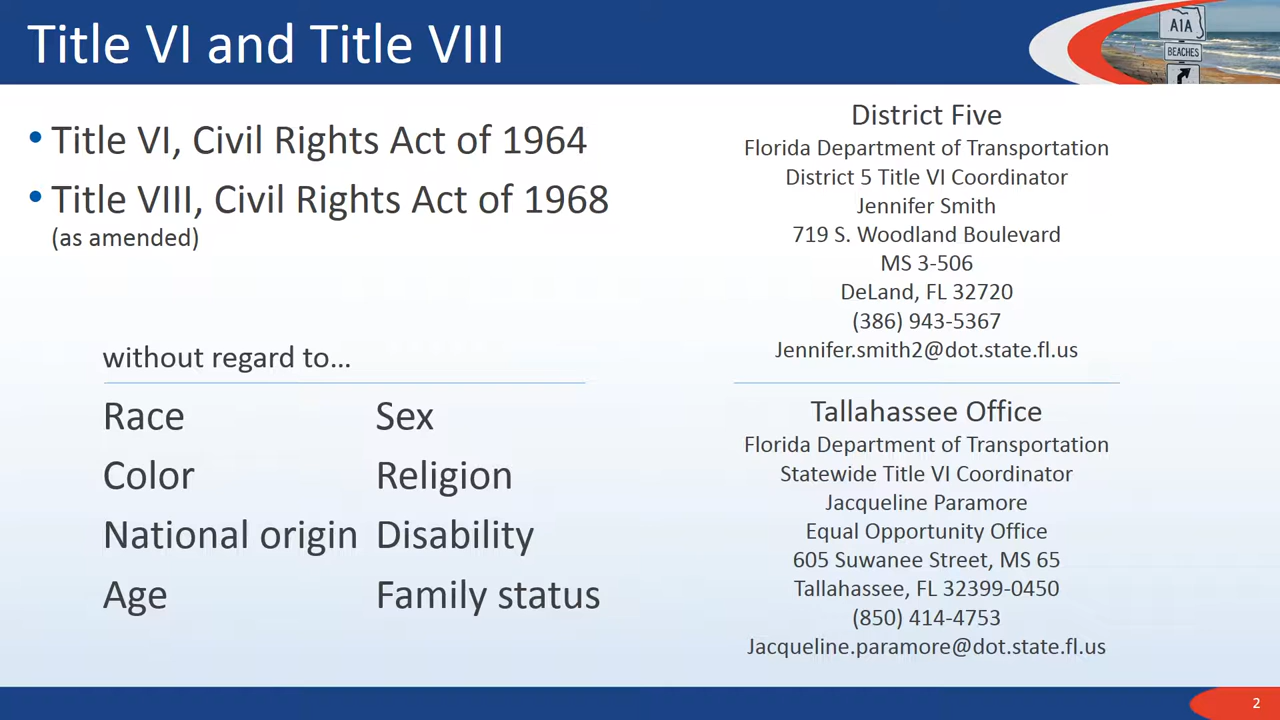 Title VI and Title VIII
A1A
BEACHES
• Title VI, Civil Rights Act of 1964
• Title VIII, Civil Rights Act of 1968
(as amended)
without regard to...
Race
Color
National origin
Age
Sex
Religion
Disability
Family status
District Five
Florida Department of Transportation
District 5 Title VI Coordinator
Jennifer Smith
719 S. Woodland Boulevard
MS 3-506
DeLand, FL 32720
(386) 943-5367
Jennifer.smith2@dot.state.fl.us
Tallahassee Office
Florida Department of Transportation
Statewide Title VI Coordinator
Jacqueline Paramore
Equal Opportunity Office
605 Suwanee Street, MS 65
Tallahassee, FL 32399-0450
(850) 414-4753
Jacqueline.paramore@dot.state.fl.us
2